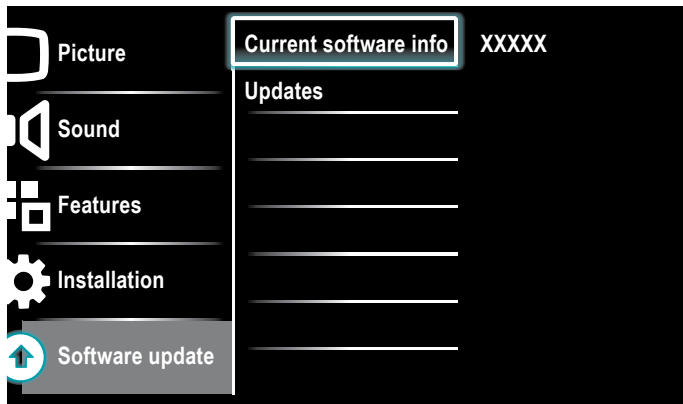 Picture
Sound
Features
Installation
Software update
Current software info
Updates
XXXXX